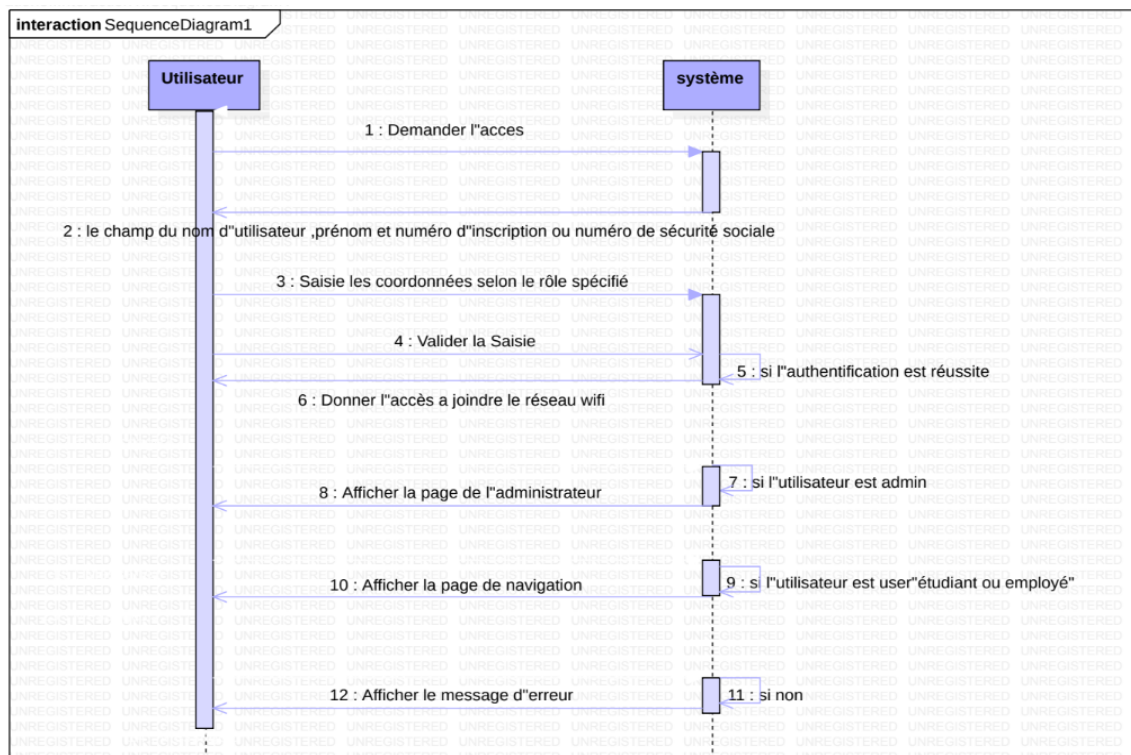 interaction SequenceDiagram1
Utilisateur
système
1 : Demander l"acces
2 : le champ du nom d"utilisateur ,prénom et numéro d"inscription ou numéro de sécurité sociale
3 : Saisie les coordonnées selon le rôle spécifié
4 : Valider la Saisie
5 : si l"authentification est réussite
6 : Donner l"accès a joindre le réseau wifi
7 : si l"utilisateur est admin
8 : Afficher la page de l"administrateur
9 : si l"utilisateur est user"étudiant ou employé"
10 : Afficher la page de navigation
11 : si non
12 : Afficher le message d"erreur
UNREGISTERED